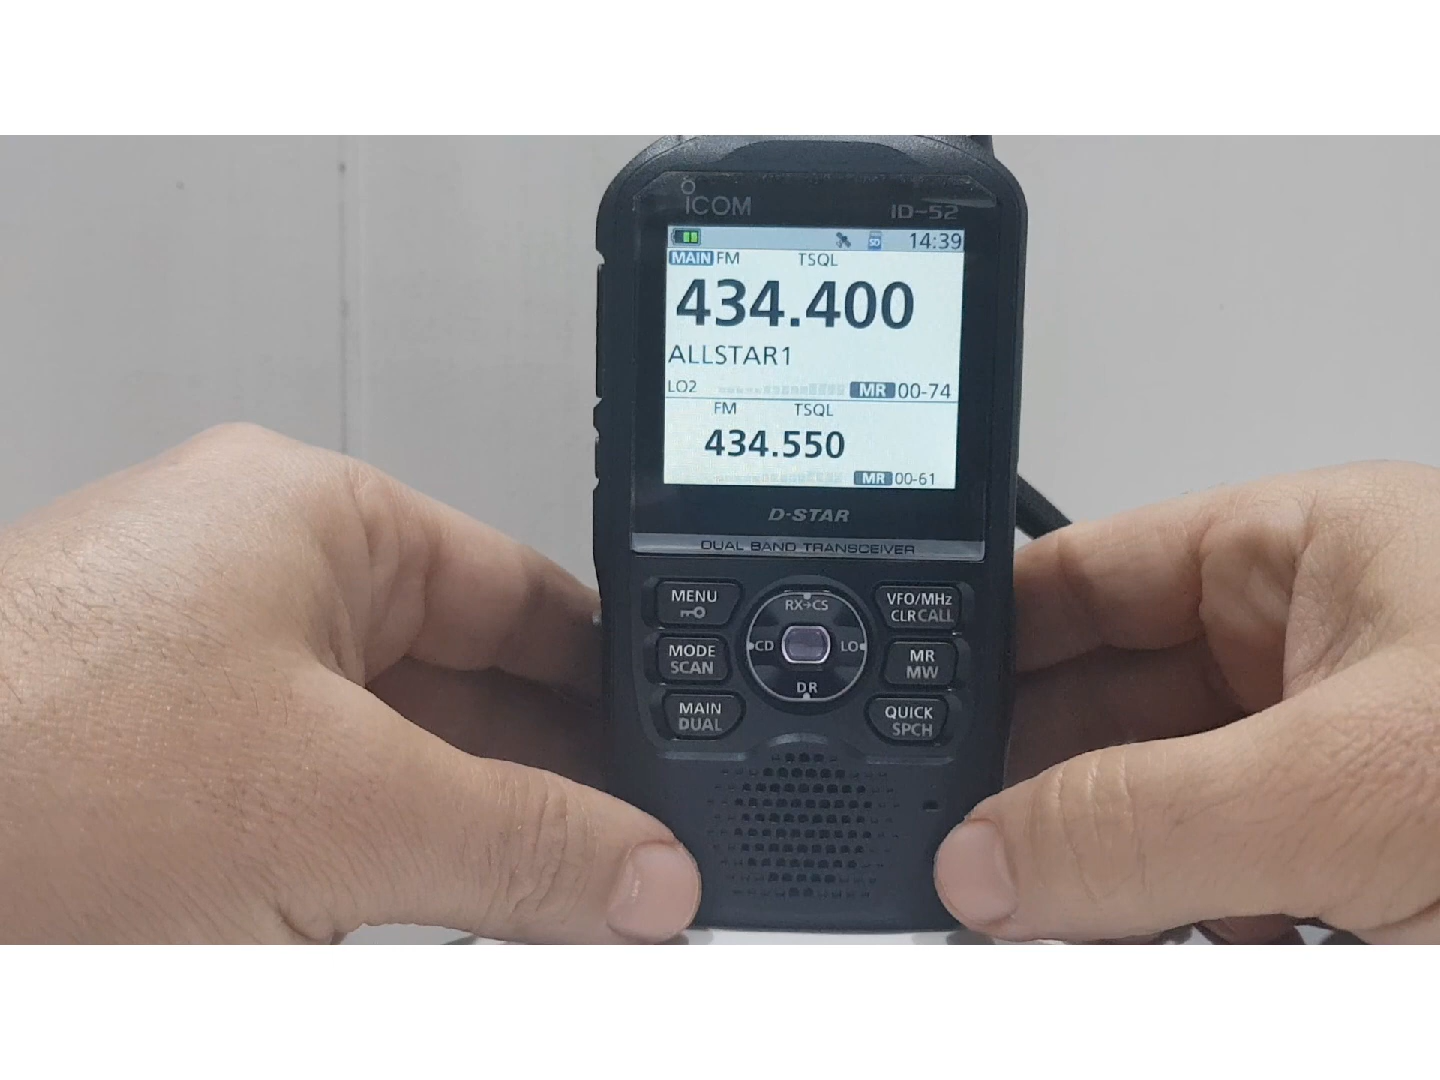 ICOM ID-52
14:39
MAIN FM TSQL
434.400
ALLSTAR1
LO2 MR 00-74
FM TSQL
434.550
MR 00-61
D-STAR
DUAL BAND TRANSCEIVER
MENU
RX→CS
VFO/MHz
CLR CALL
MODE
SCAN
CD
LO
MR
MW
DR
MAIN
DUAL
QUICK
SPCH